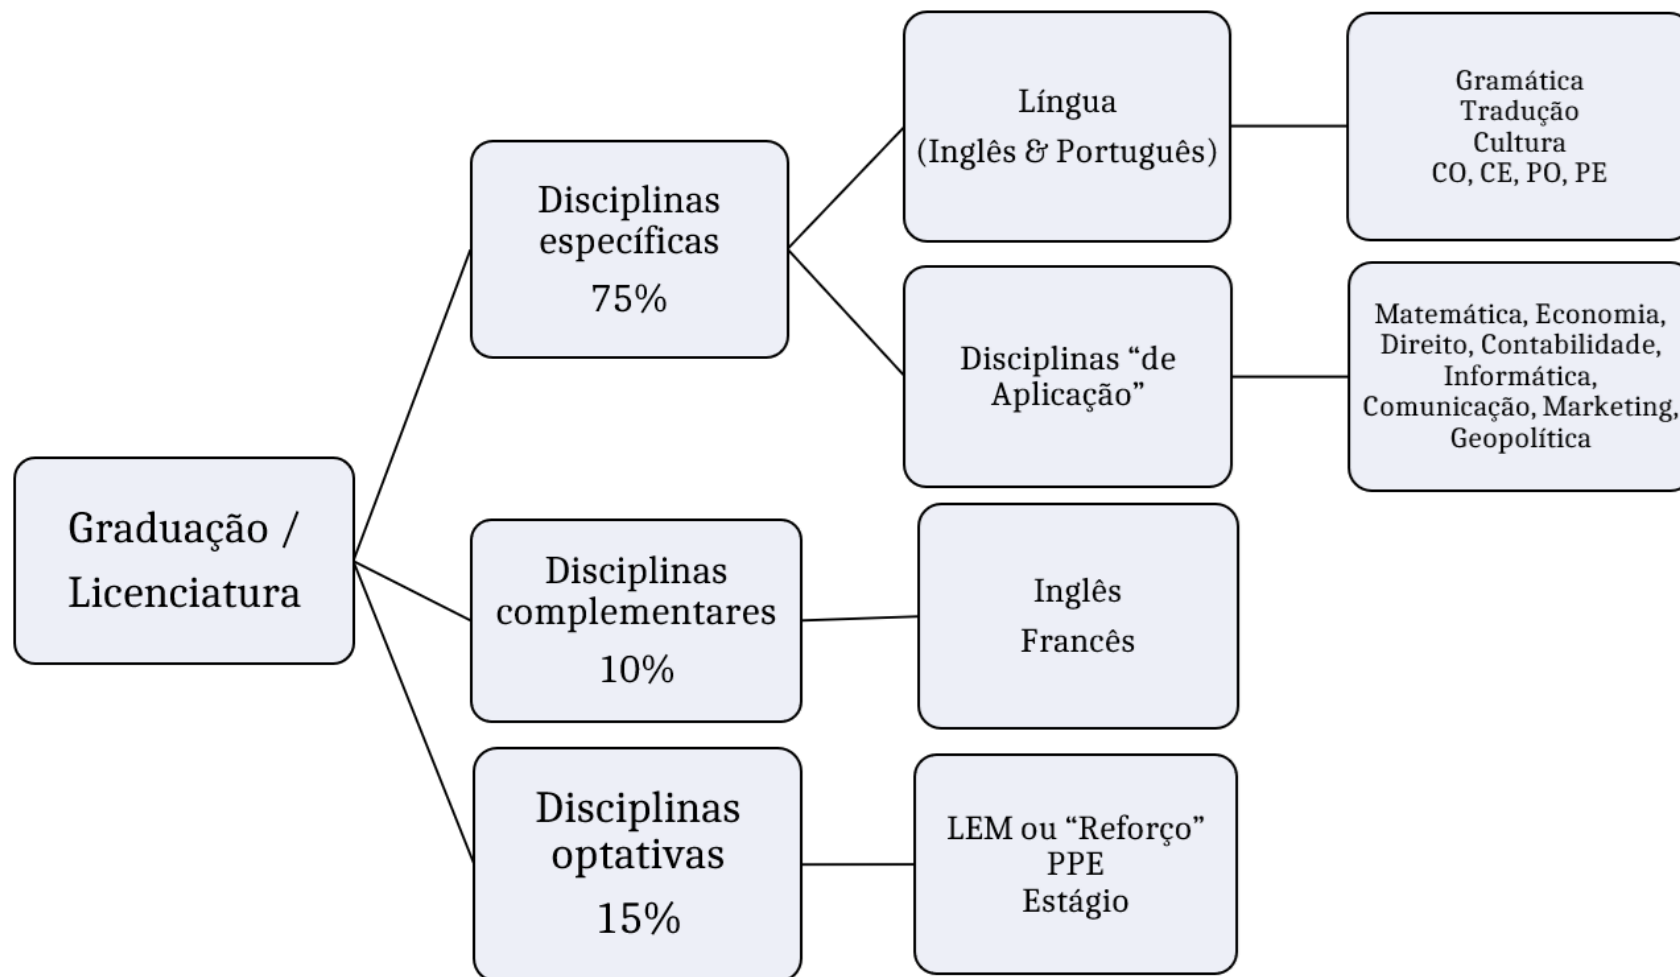 Graduação /
Licenciatura
Disciplinas
específicas
75%
Língua
(Inglês & Português)
Gramática
Tradução
Cultura
CO, CE, PO, PE
Disciplinas “de
Aplicação”
Matemática, Economia,
Direito, Contabilidade,
Informática,
Comunicação, Marketing,
Geopolítica
Disciplinas
complementares
10%
Inglês
Francês
Disciplinas
optativas
15%
LEM ou “Reforço”
PPE
Estágio